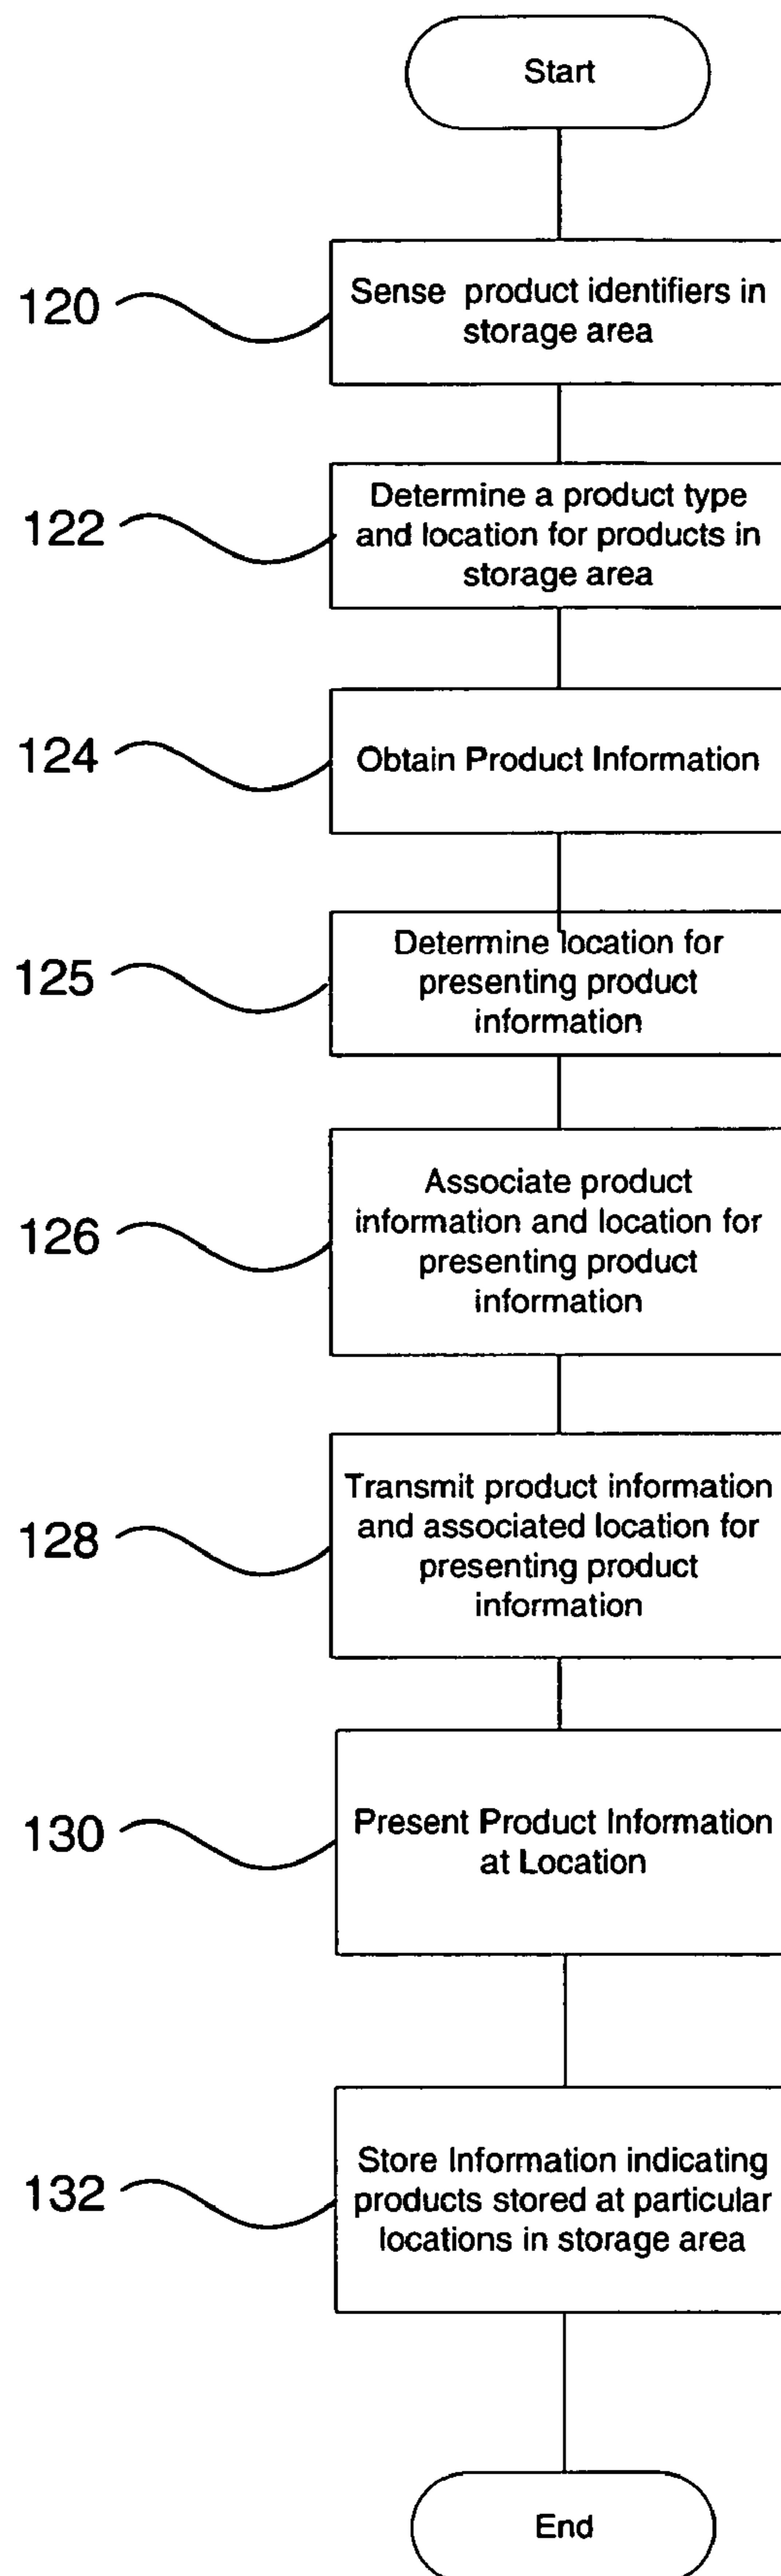 Start
120
Sense product identifiers in
storage area
122
Determine a product type
and location for products in
storage area
124
Obtain Product Information
125
Determine location for
presenting product
information
126
Associate product
information and location for
presenting product
information
128
Transmit product information
and associated location for
presenting product
information
130
Present Product Information
at Location
132
Store Information indicating
products stored at particular
locations in storage area
End